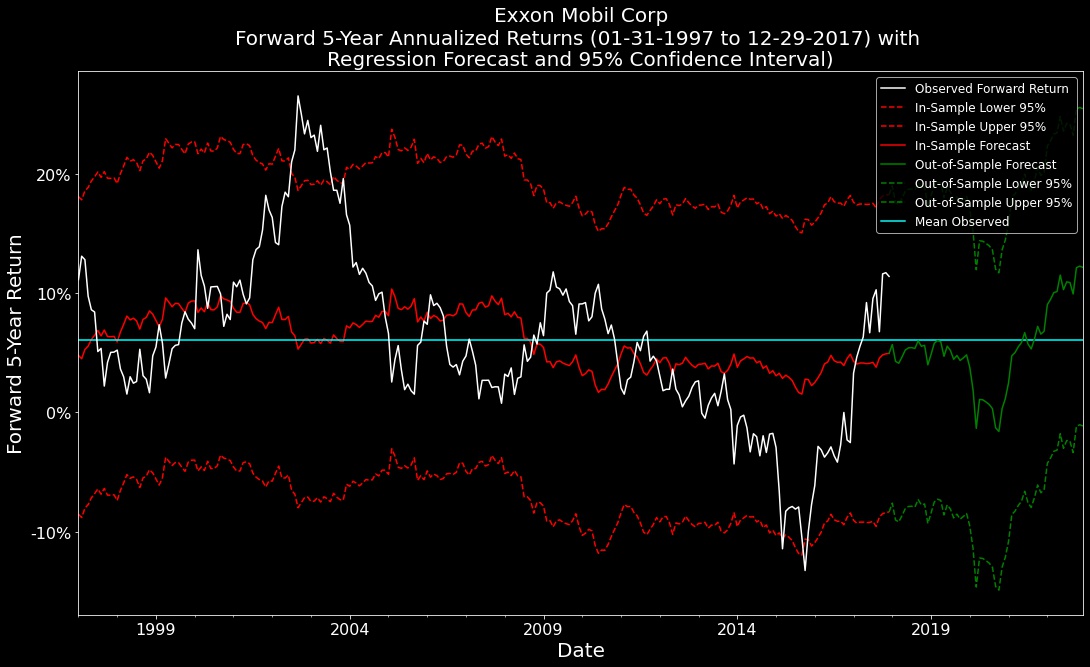 Exxon Mobil Corp
Forward 5-Year Annualized Returns (01-31-1997 to 12-29-2017) with
Regression Forecast and 95% Confidence Interval)
Forward 5-Year Return
20%
10%
0%
-10%
Observed Forward Return
In-Sample Lower 95%
In-Sample Upper 95%
In-Sample Forecast
Out-of-Sample Forecast
Out-of-Sample Lower 95%
Out-of-Sample Upper 95%
Mean Observed
1999
2004
2009
2014
2019
Date